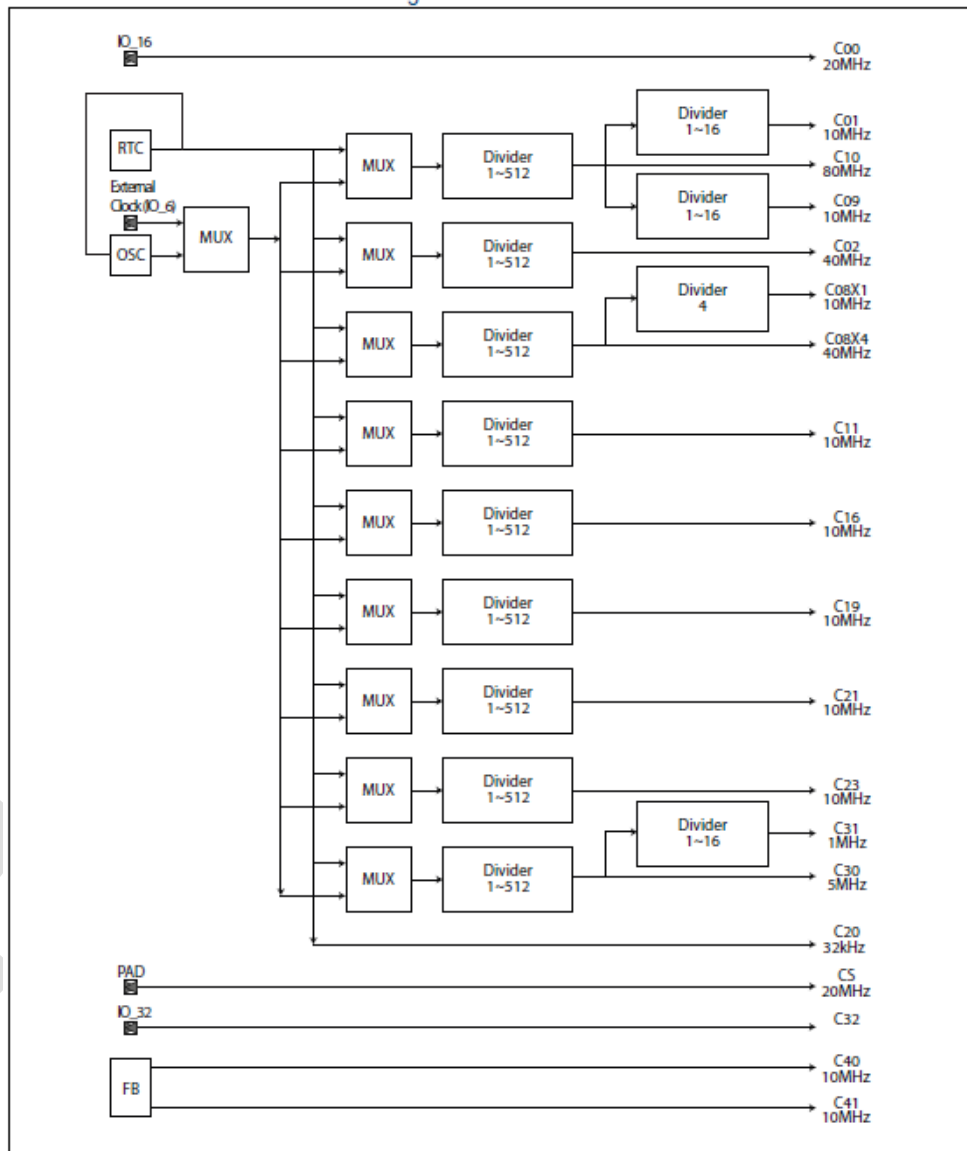 IO_16
C00
20MHz
Divider
1~16
C01
10MHz
RTC
MUX
Divider
1~512
C10
80MHz
External
Clock(IO_6)
Divider
1~16
C09
10MHz
MUX
OSC
MUX
Divider
1~512
C02
40MHz
Divider
4
C08X1
10MHz
MUX
Divider
1~512
C08X4
40MHz
MUX
Divider
1~512
C11
10MHz
MUX
Divider
1~512
C16
10MHz
MUX
Divider
1~512
C19
10MHz
MUX
Divider
1~512
C21
10MHz
MUX
Divider
1~512
C23
10MHz
Divider
1~16
C31
1MHz
MUX
Divider
1~512
C30
5MHz
C20
32kHz
PAD
CS
20MHz
IO_32
C32
FB
C40
10MHz
C41
10MHz